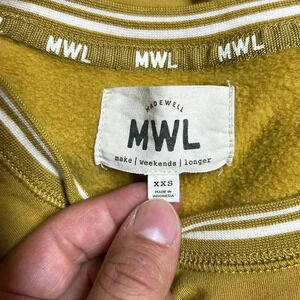 MWL MWL MWL
MADEWELL
MWL
make | weekends | longer
XXS
MADE IN
INDONESIA